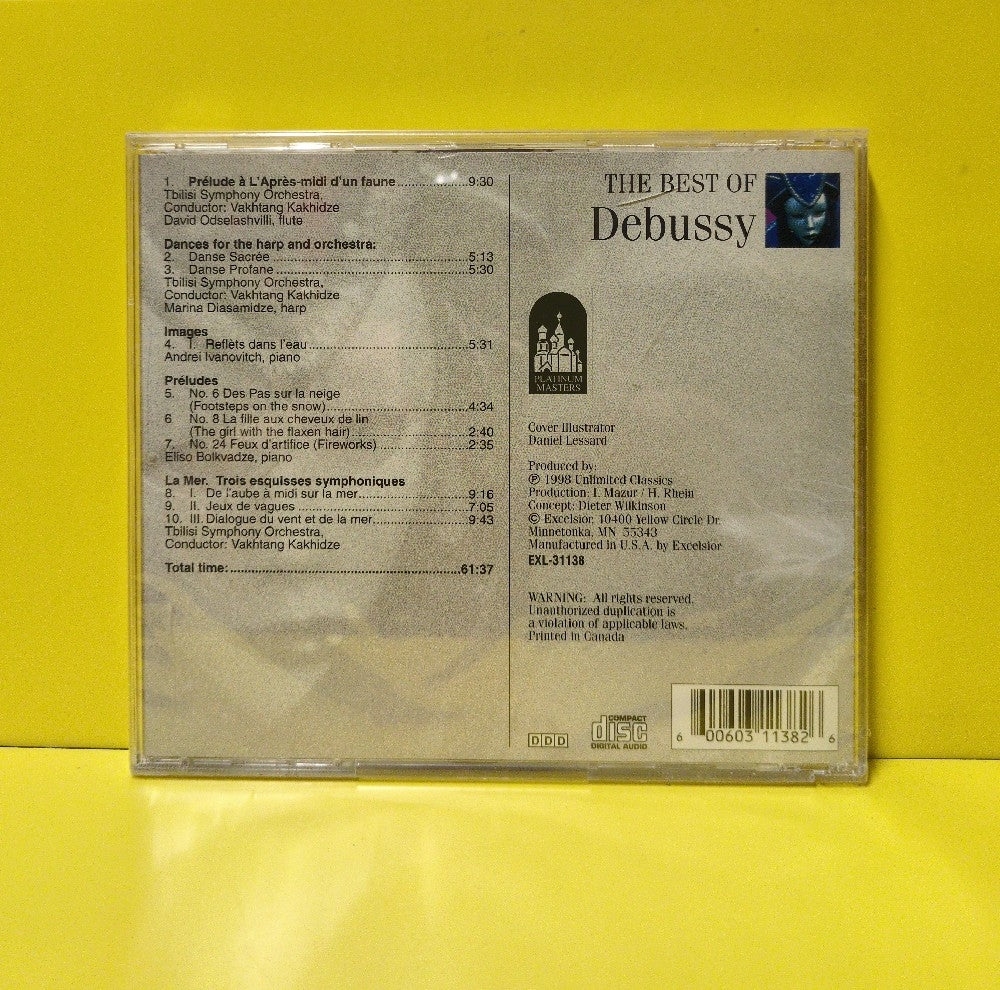 1. Prélude à L'Après-midi d'un faune........................9:30
Tbilisi Symphony Orchestra,
Conductor: Vakhtang Kakhidze
David Odselashvilli, flute
Dances for the harp and orchestra:
2. Danse Sacrée........................5:13
3. Danse Profane........................5:30
Tbilisi Symphony Orchestra,
Conductor: Vakhtang Kakhidze
Marina Diasamidze, harp
Images
4. I. Reflèts dans l'eau........................5:31
Andrei Ivanovitch, piano
Préludes
5. No. 6 Des Pas sur la neige
(Footsteps on the snow)........................4:34
6 No. 8 La fille aux cheveux de lin
(The girl with the flaxen hair)........................2:40
7. No. 24 Feux d'artifice (Fireworks)........................2:35
Eliso Bolkvadze, piano
La Mer. Trois esquisses symphoniques
8. I. De l'aube à midi sur la mer........................9:16
9. II. Jeux de vagues........................7:05
10. III. Dialogue du vent et de la mer........................9:43
Tbilisi Symphony Orchestra,
Conductor: Vakhtang Kakhidze
Total time:........................61:37
THE BEST OF
Debussy
PLATINUM
MASTERS
Cover Illustrator
Daniel Lessard
Produced by:
℗ 1998 Unlimited Classics
Production: I. Mazur / H. Rhein
Concept: Dieter Wilkinson
© Excelsior, 10400 Yellow Circle Dr.
Minnetonka, MN 55343
Manufactured in U.S.A. by Excelsior
EXL-31138
WARNING: All rights reserved.
Unauthorized duplication is
a violation of applicable laws.
Printed in Canada
DDD
COMPACT
disc
DIGITAL AUDIO
6 00603 11382 6